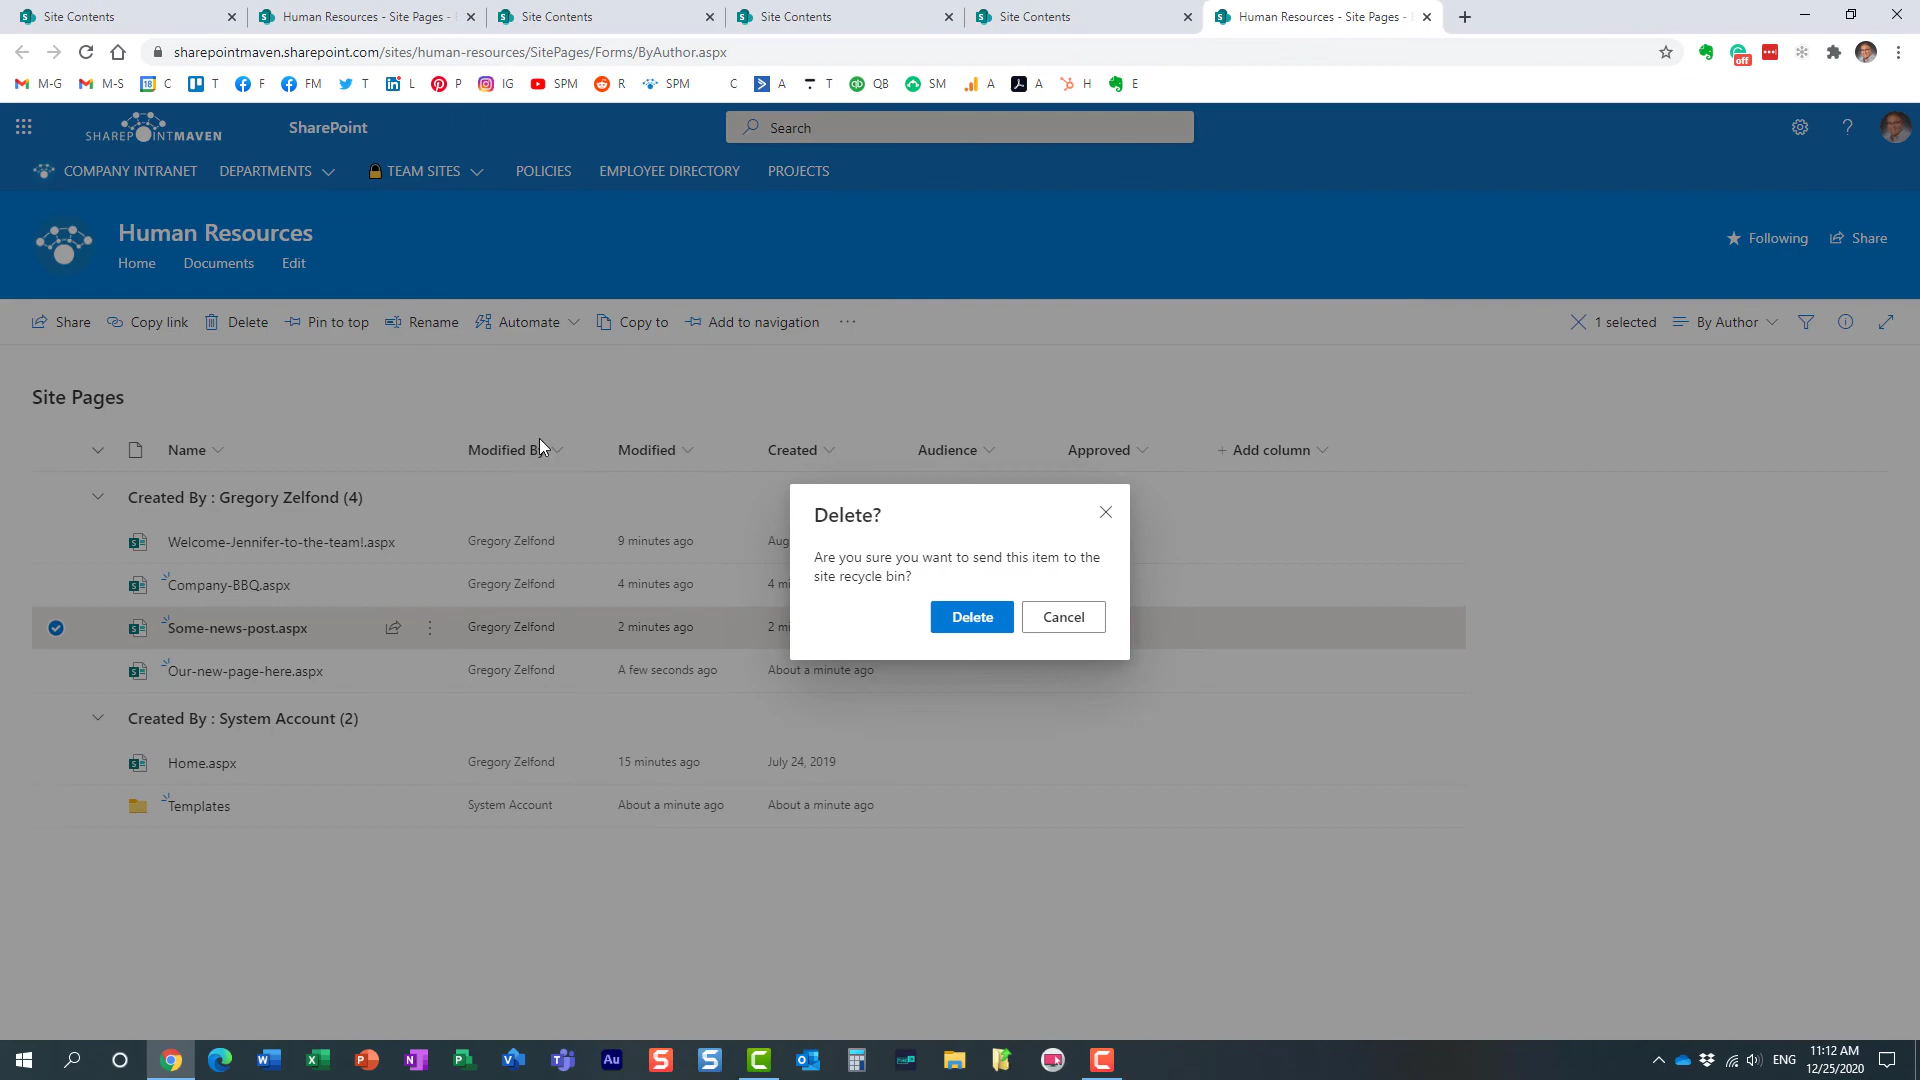 Site Contents
Human Resources - Site Pages -
Site Contents
Site Contents
Site Contents
Human Resources - Site Pages -
sharepointmaven.sharepoint.com/sites/human-resources/SitePages/Forms/ByAuthor.aspx
off
M-G M-S 18 C T F FM T L P IG SPM R SPM C A T QB SM A A H E
SHAREPOINTMAVEN
SharePoint
Search
COMPANY INTRANET DEPARTMENTS TEAM SITES POLICIES EMPLOYEE DIRECTORY PROJECTS
Human Resources
Home Documents Edit
Following Share
Share Copy link Delete Pin to top Rename Automate Copy to Add to navigation ... 1 selected By Author
Site Pages
Name Modified By Modified Created Audience Approved + Add column
Created By : Gregory Zelfond (4)
Welcome-Jennifer-to-the-team!.aspx Gregory Zelfond 9 minutes ago Aug
Company-BBQ.aspx Gregory Zelfond 4 minutes ago 4 mi
Some-news-post.aspx Gregory Zelfond 2 minutes ago 2 mi
Our-new-page-here.aspx Gregory Zelfond A few seconds ago About a minute ago
Created By : System Account (2)
Home.aspx Gregory Zelfond 15 minutes ago July 24, 2019
Templates System Account About a minute ago About a minute ago
Delete?
Are you sure you want to send this item to the
site recycle bin?
Delete Cancel
ENG
11:12 AM
12/25/2020